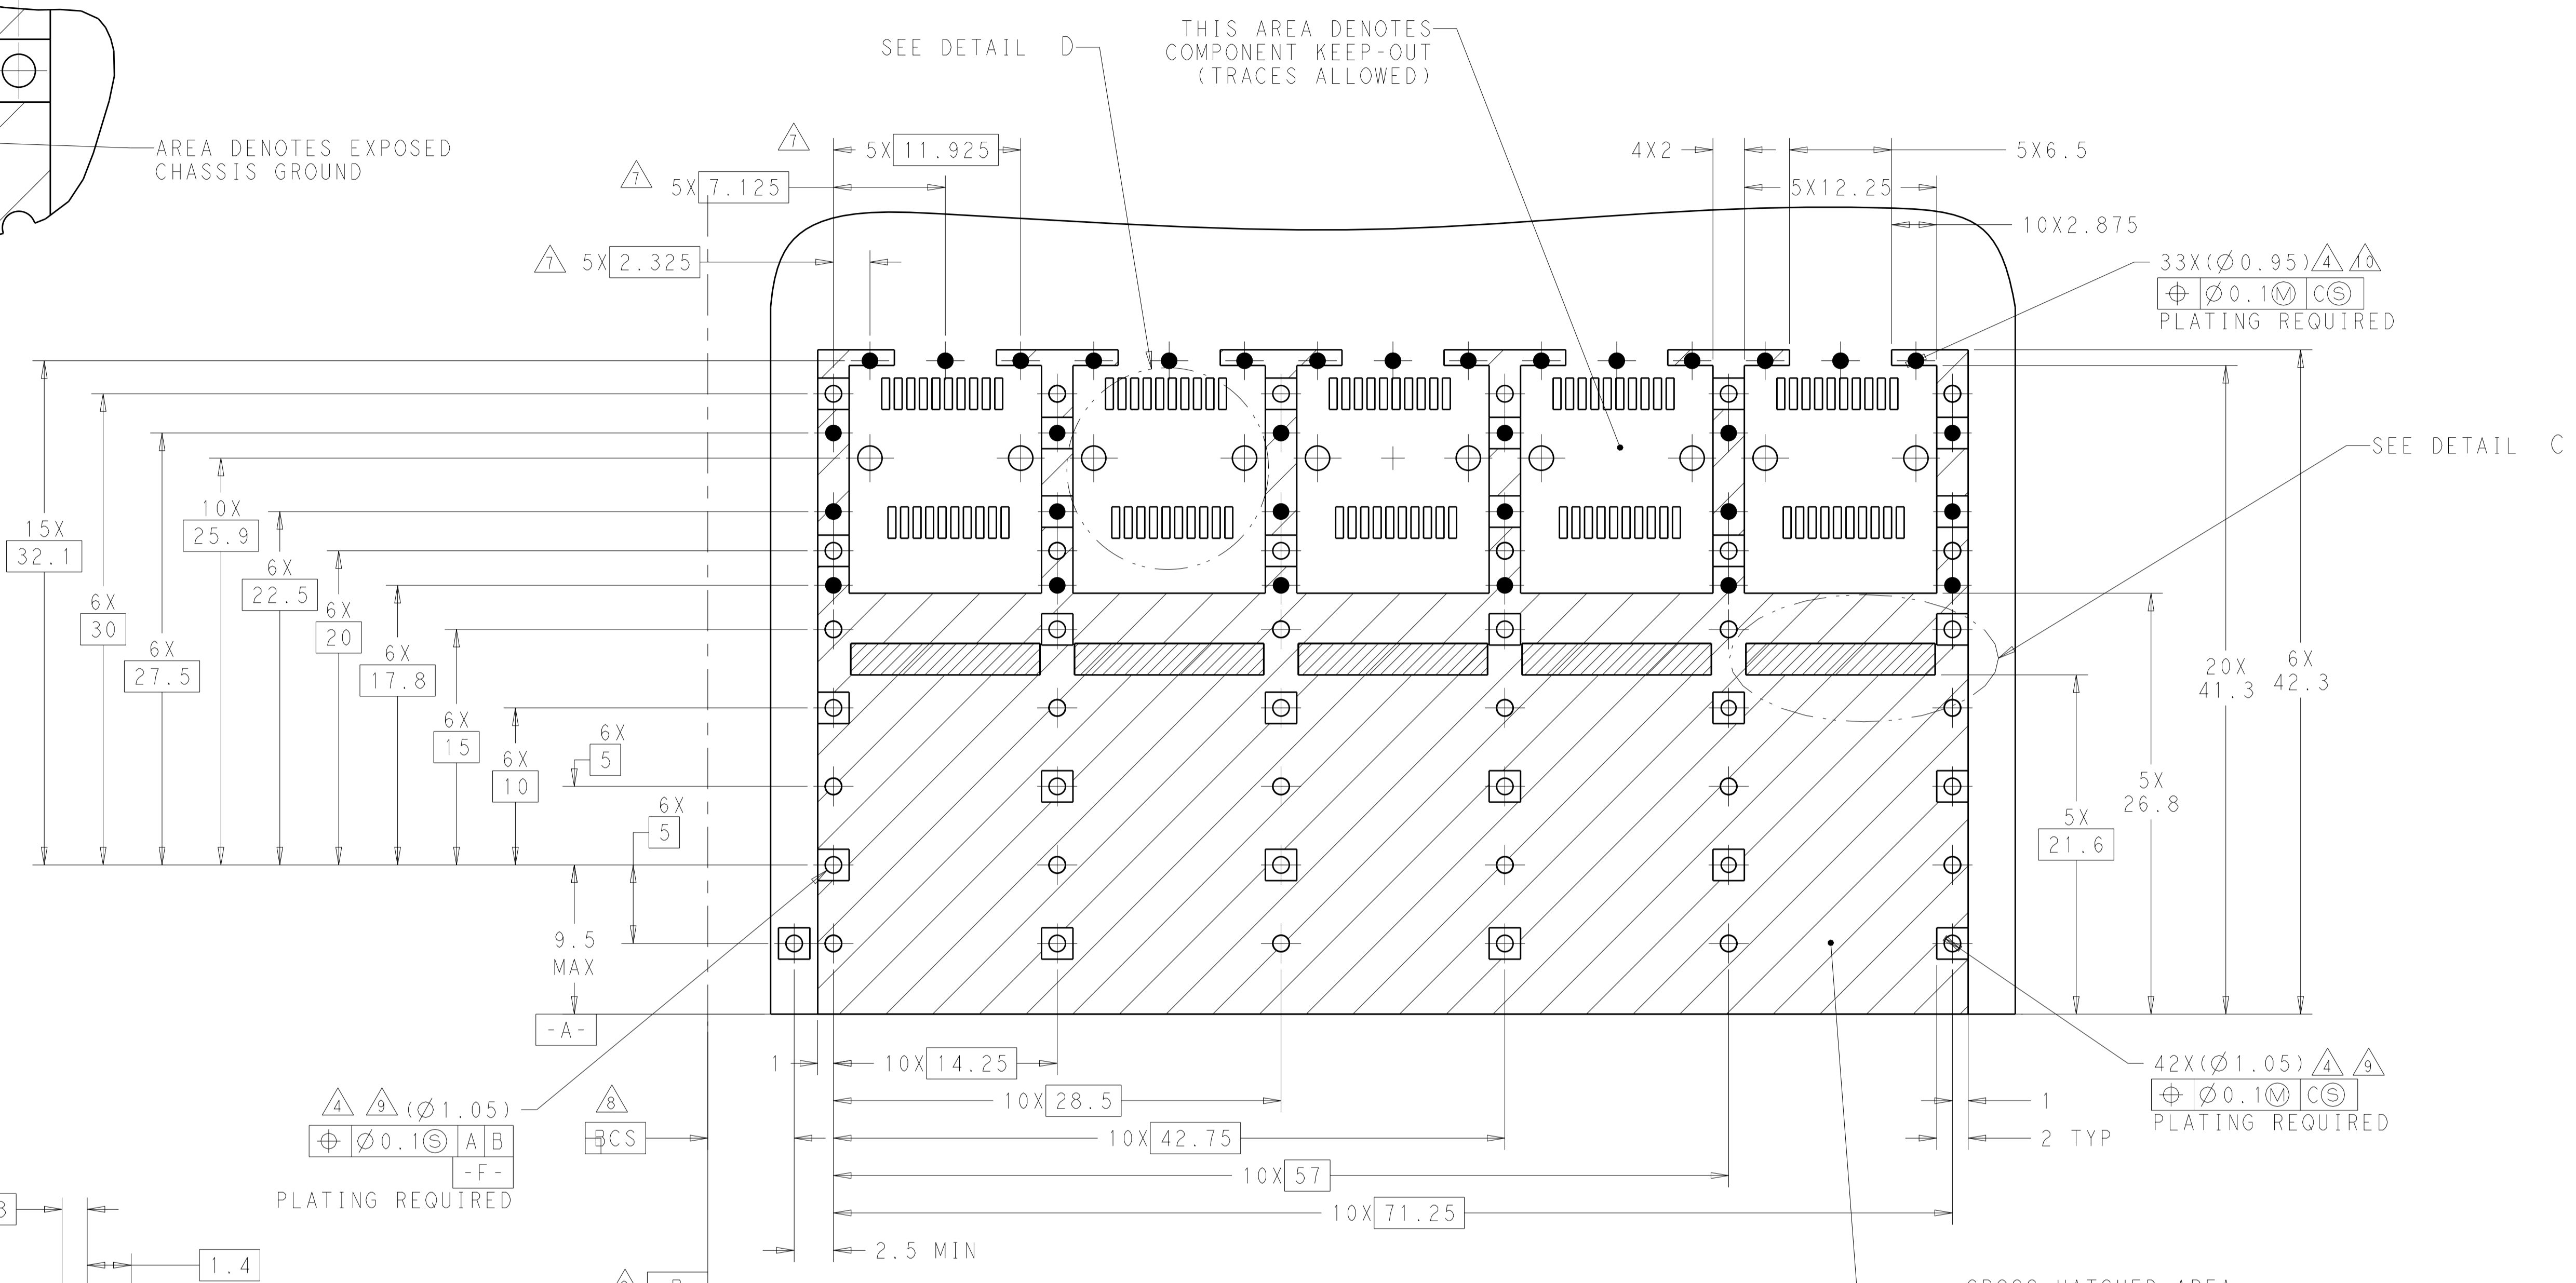 THIS AREA DENOTES
COMPONENT KEEP-OUT
(TRACES ALLOWED)
SEE DETAIL D
AREA DENOTES EXPOSED
CHASSIS GROUND
7
5X 11.925
7
5X 7.125
7
5X 2.325
4X2
5X6.5
5X12.25
10X2.875
33X(Ø0.95) 4 10
⌖ Ø0.1Ⓜ CⓈ
PLATING REQUIRED
SEE DETAIL C
15X
32.1
6X
30
6X
27.5
10X
25.9
6X
22.5
6X
20
6X
17.8
6X
15
6X
10
6X
5
6X
5
9.5
MAX
-A-
20X
41.3
6X
42.3
5X
26.8
5X
21.6
1
10X 14.25
10X 28.5
10X 42.75
10X 57
10X 71.25
2.5 MIN
4 9 (Ø1.05)
⌖ Ø0.1Ⓢ A B
-F-
PLATING REQUIRED
8
42X(Ø1.05) 4 9
⌖ Ø0.1Ⓜ CⓈ
PLATING REQUIRED
1
2 TYP
1.4